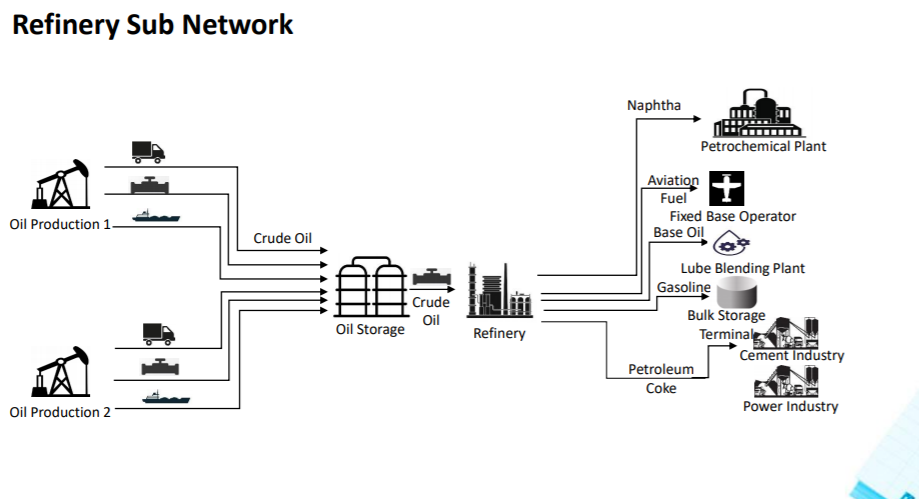 Refinery Sub Network
Naphtha
Petrochemical Plant
Aviation
Fuel
Fixed Base Operator
Oil Production 1
Crude Oil
Base Oil
Lube Blending Plant
Gasoline
Bulk Storage
Terminal
Crude
Oil
Oil Storage
Refinery
Cement Industry
Petroleum
Coke
Power Industry
Oil Production 2